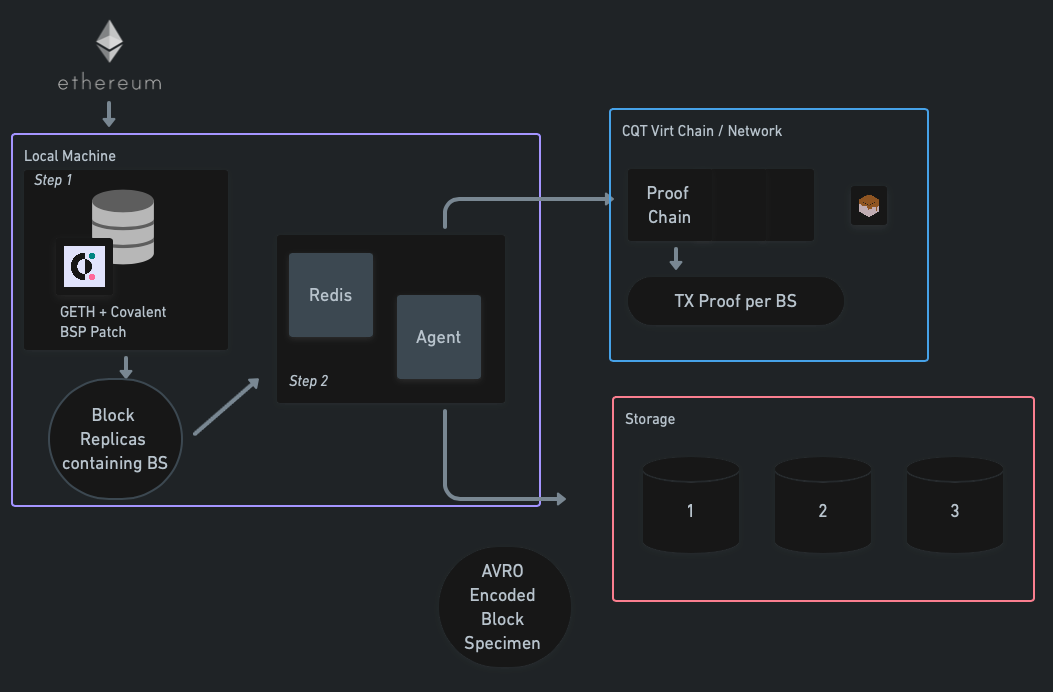 ethereum
Local Machine
Step 1
GETH + Covalent
BSP Patch
Block
Replicas
containing BS
Redis
Agent
Step 2
CQT Virt Chain / Network
Proof
Chain
TX Proof per BS
Storage
1
2
3
AVRO
Encoded
Block
Specimen